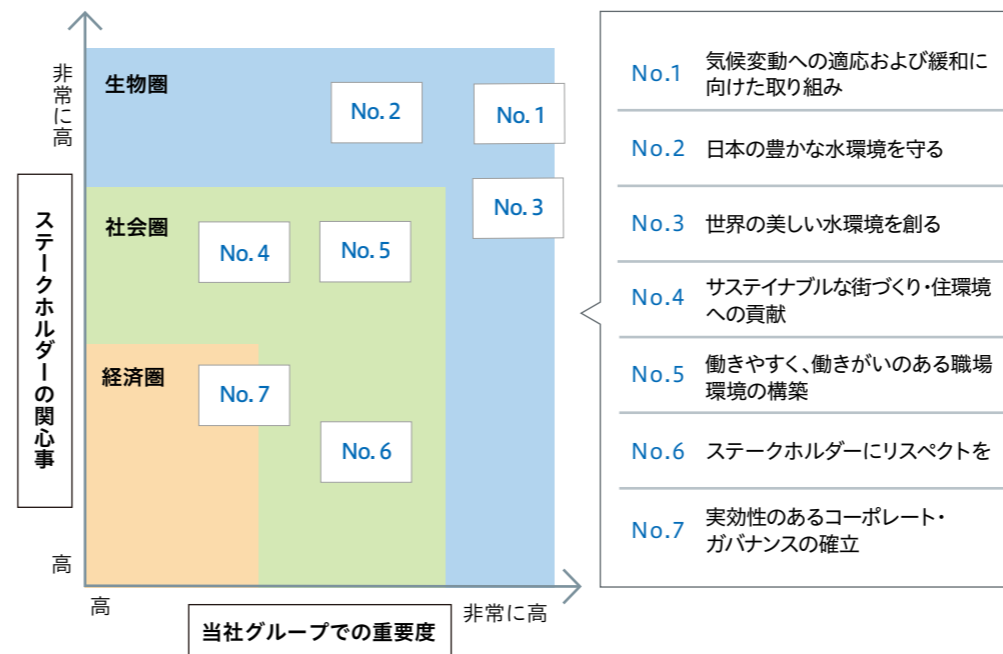 非常に高
ステークホルダーの関心事
高
生物圏
No. 2
No. 1
No. 3
社会圏
No. 4
No. 5
経済圏
No. 7
No. 6
高
非常に高
当社グループでの重要度
No.1
気候変動への適応および緩和に
向けた取り組み
No.2
日本の豊かな水環境を守る
No.3
世界の美しい水環境を創る
No.4
サステイナブルな街づくり・住環境
への貢献
No.5
働きやすく、働きがいのある職場
環境の構築
No.6
ステークホルダーにリスペクトを
No.7
実効性のあるコーポレート・
ガバナンスの確立